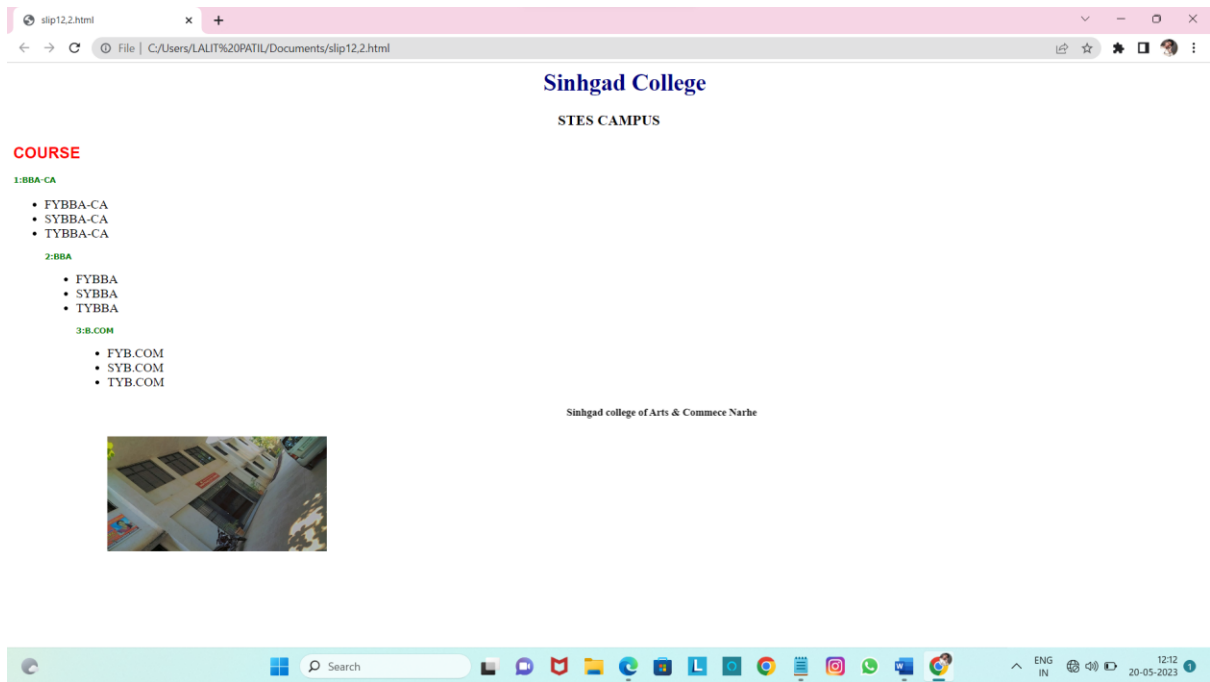 slip12,2.html
File | C:/Users/LALIT%20PATIL/Documents/slip12,2.html
Sinhgad College
STES CAMPUS
COURSE
1:BBA-CA
FYBBA-CA
SYBBA-CA
TYBBA-CA
2:BBA
FYBBA
SYBBA
TYBBA
3:B.COM
FYB.COM
SYB.COM
TYB.COM
Sinhgad college of Arts & Commece Narhe
Search
L
ENG
IN
12:12
20-05-2023
1